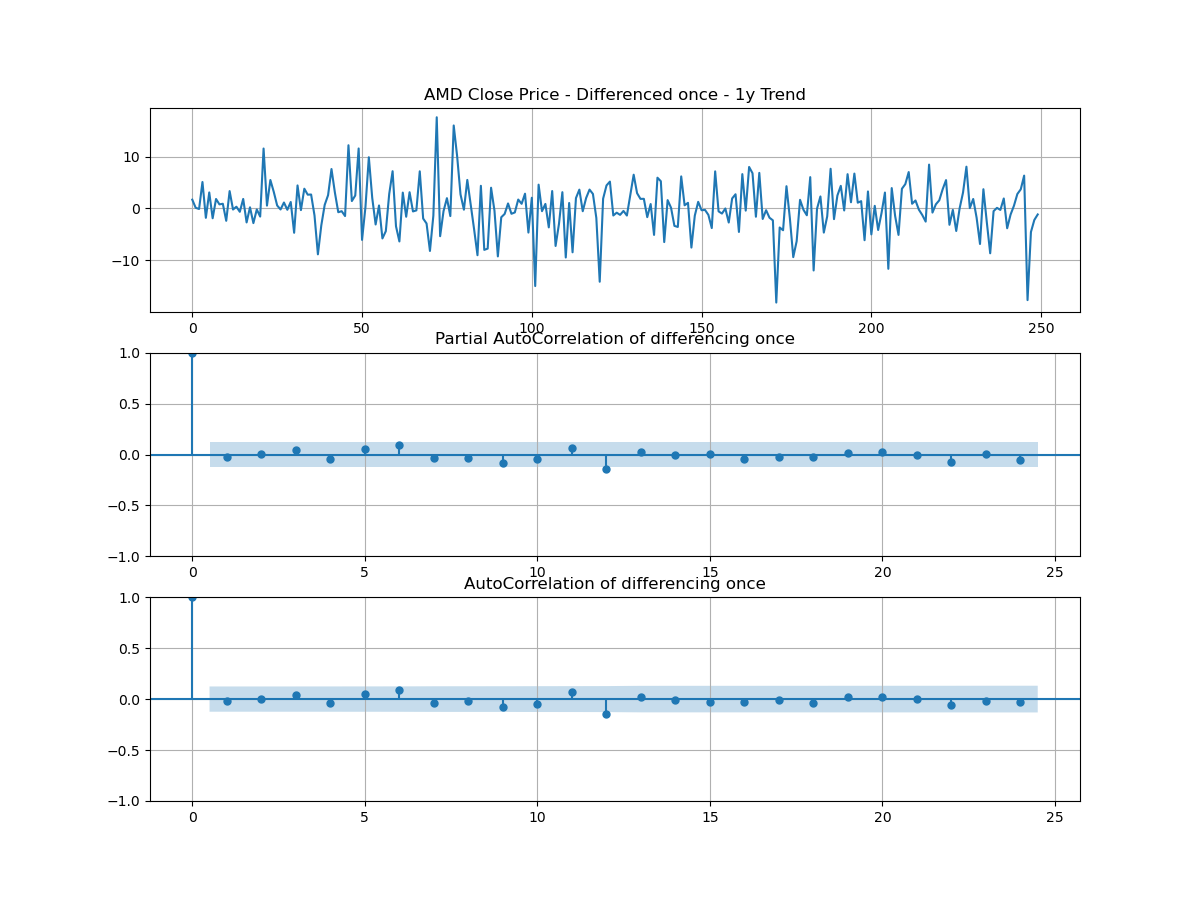 AMD Close Price - Differenced once - 1y Trend
10
0
−10
0 50 100 150 200 250
Partial AutoCorrelation of differencing once
1.0
0.5
0.0
−0.5
−1.0
0 5 10 15 20 25
AutoCorrelation of differencing once
1.0
0.5
0.0
−0.5
−1.0
0 5 10 15 20 25